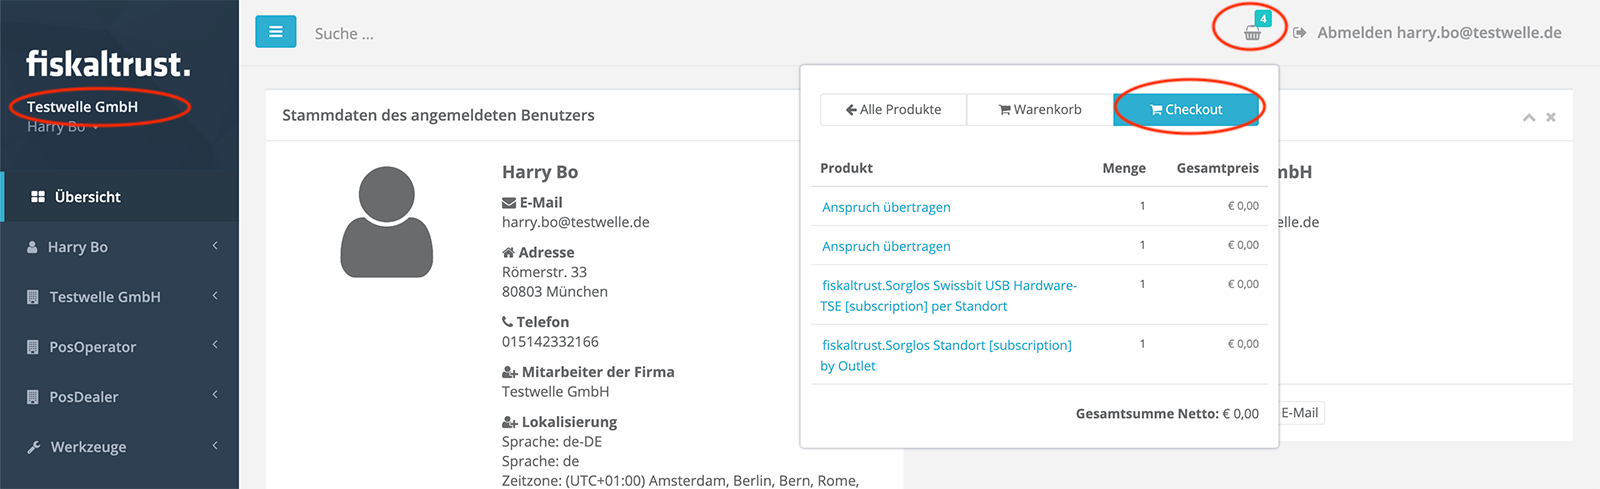 fiskaltrust.
Testwelle GmbH
Harry Bo
Übersicht
Harry Bo
Testwelle GmbH
PosOperator
PosDealer
Werkzeuge
Suche ...
4
Abmelden harry.bo@testwelle.de
Stammdaten des angemeldeten Benutzers
Harry Bo
E-Mail
harry.bo@testwelle.de
Adresse
Römerstr. 33
80803 München
Telefon
015142332166
Mitarbeiter der Firma
Testwelle GmbH
Lokalisierung
Sprache: de-DE
Sprache: de
Zeitzone: (UTC+01:00) Amsterdam, Berlin, Bern, Rome,
Alle Produkte Warenkorb Checkout
Produkt Menge Gesamtpreis
Anspruch übertragen 1 € 0,00
Anspruch übertragen 1 € 0,00
fiskaltrust.Sorglos Swissbit USB Hardware- 1 € 0,00
TSE [subscription] per Standort
fiskaltrust.Sorglos Standort [subscription] 1 € 0,00
by Outlet
Gesamtsumme Netto: € 0,00
mbH
elle.de
E-Mail